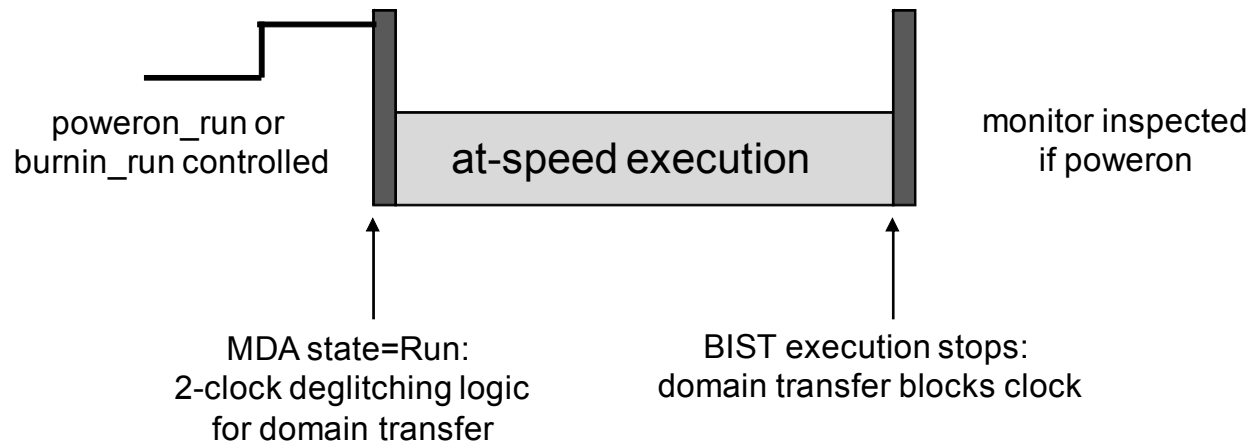 poweron_run or
burnin_run controlled
at-speed execution
monitor inspected
if poweron
MDA state=Run:
2-clock deglitching logic
for domain transfer
BIST execution stops:
domain transfer blocks clock